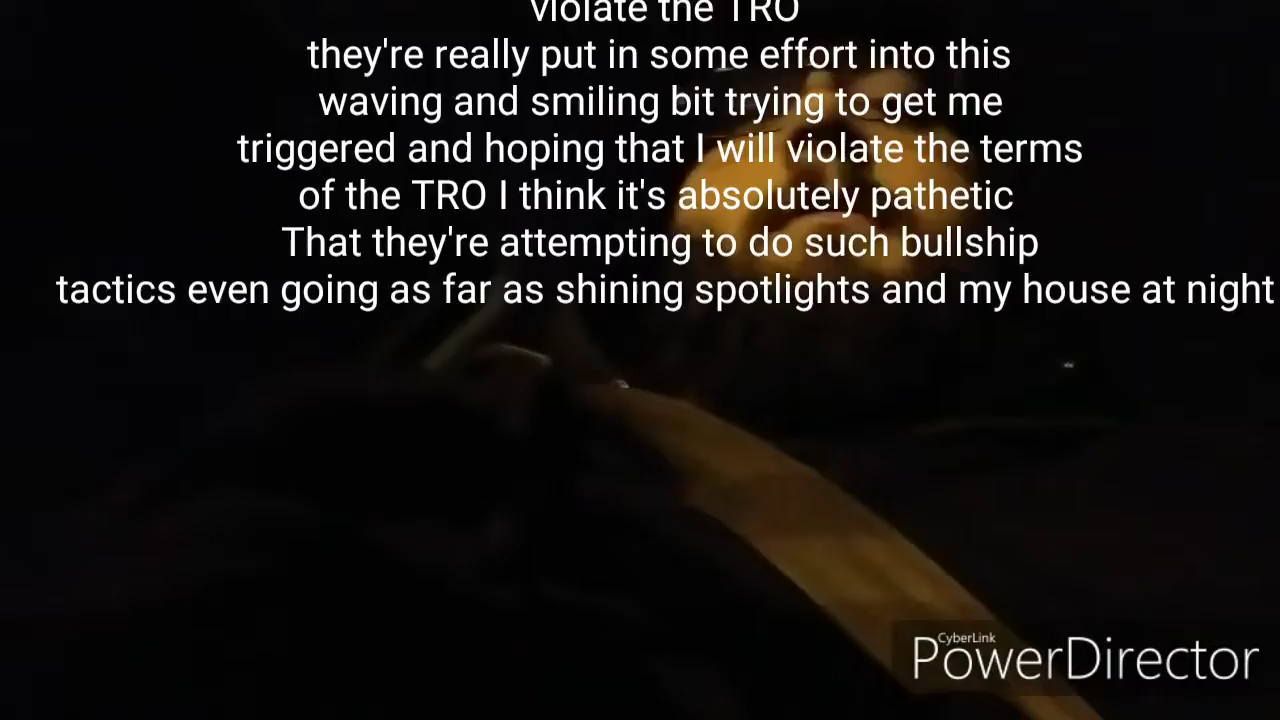 violate the TRO
they're really put in some effort into this
waving and smiling bit trying to get me
triggered and hoping that I will violate the terms
of the TRO I think it's absolutely pathetic
That they're attempting to do such bullship
tactics even going as far as shining spotlights and my house at night
CyberLink
PowerDirector